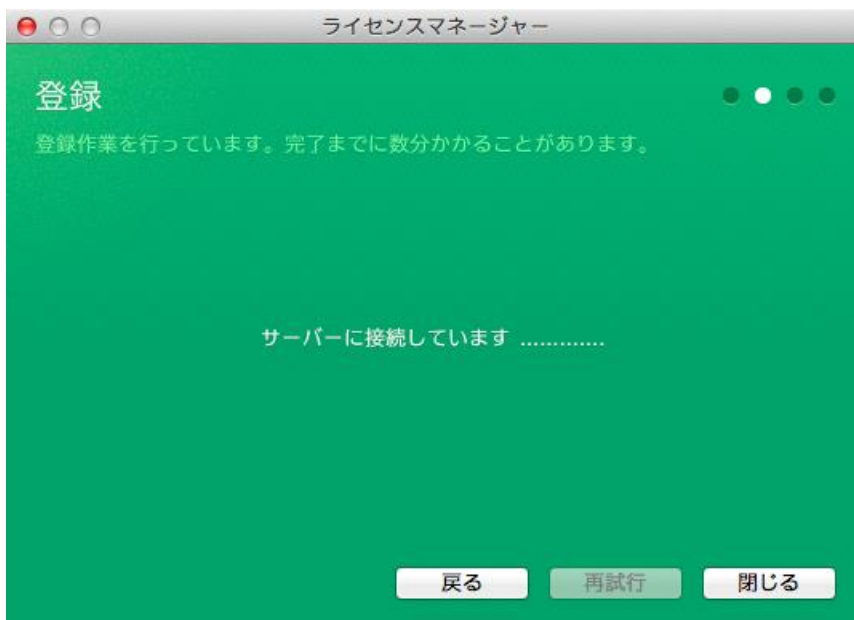 ライセンスマネージャー
登録
登録作業を行っています。完了までに数分かかることがあります。
サーバーに接続しています .............
戻る 再試行 閉じる